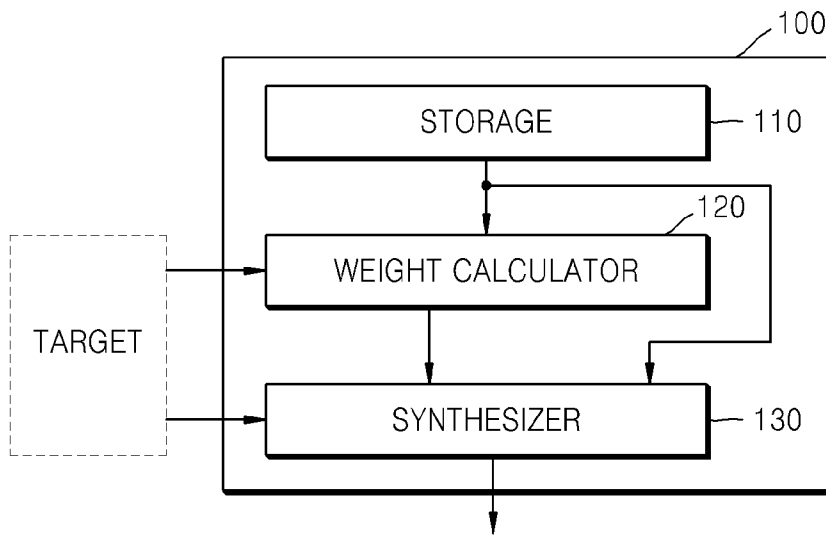 100
STORAGE
110
120
WEIGHT CALCULATOR
TARGET
SYNTHESIZER
130